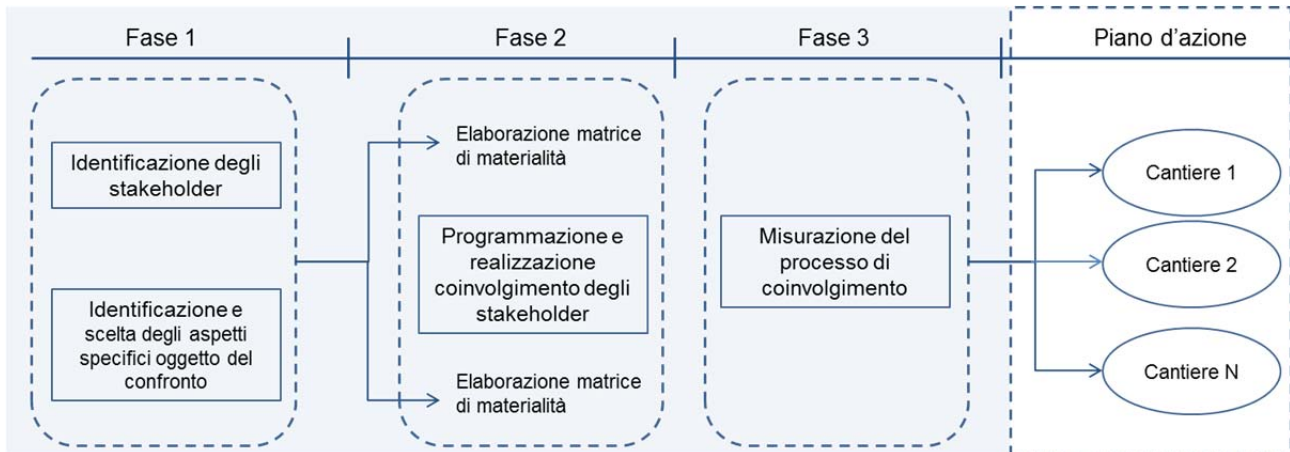 Fase 1
Fase 2
Fase 3
Piano d’azione
Identificazione degli
stakeholder
Identificazione e
scelta degli aspetti
specifici oggetto del
confronto
Elaborazione matrice
di materialità
Programmazione e
realizzazione
coinvolgimento degli
stakeholder
Elaborazione matrice
di materialità
Misurazione del
processo di
coinvolgimento
Cantiere 1
Cantiere 2
Cantiere N